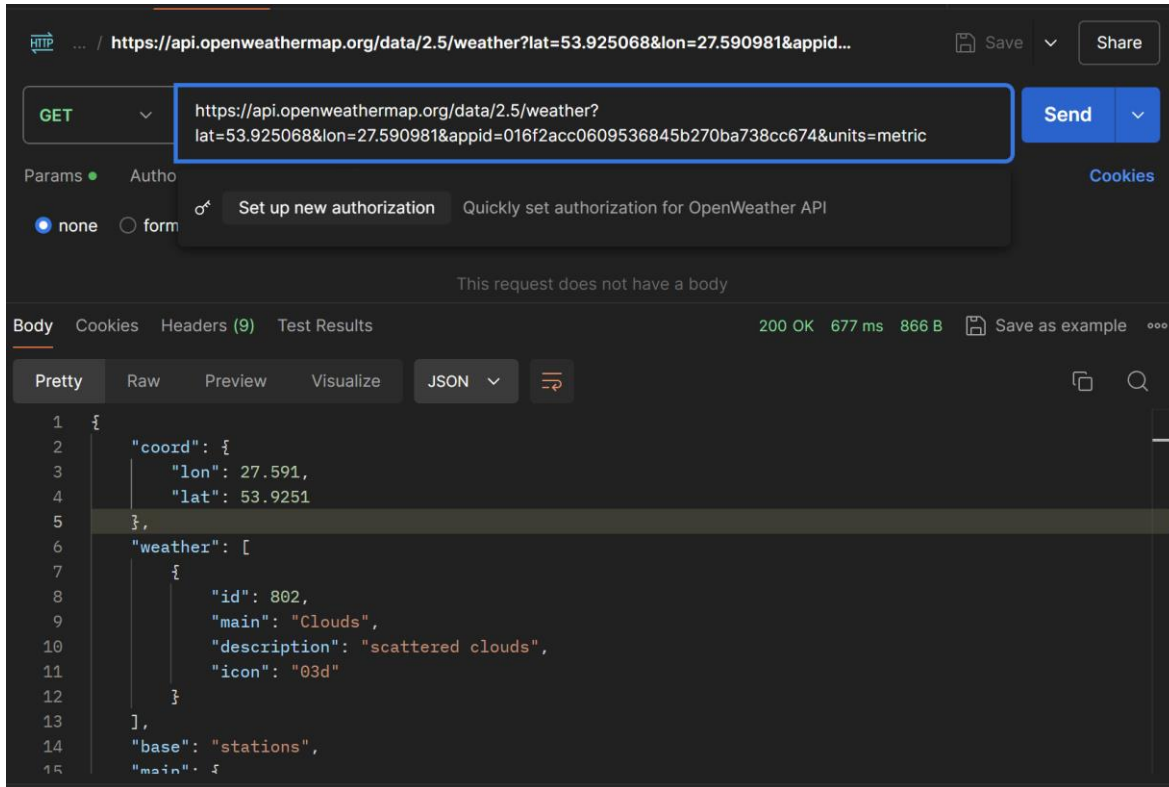 HTTP ... / https://api.openweathermap.org/data/2.5/weather?lat=53.925068&lon=27.590981&appid... Save Share
GET https://api.openweathermap.org/data/2.5/weather?
lat=53.925068&lon=27.590981&appid=016f2acc0609536845b270ba738cc674&units=metric Send
Params Autho Cookies
Set up new authorization Quickly set authorization for OpenWeather API
none form
This request does not have a body
Body Cookies Headers (9) Test Results 200 OK 677 ms 866 B Save as example
Pretty Raw Preview Visualize JSON
1 {
2 "coord": {
3 "lon": 27.591,
4 "lat": 53.9251
5 },
6 "weather": [
7 {
8 "id": 802,
9 "main": "Clouds",
10 "description": "scattered clouds",
11 "icon": "03d"
12 }
13 ],
14 "base": "stations",
15 "main": {